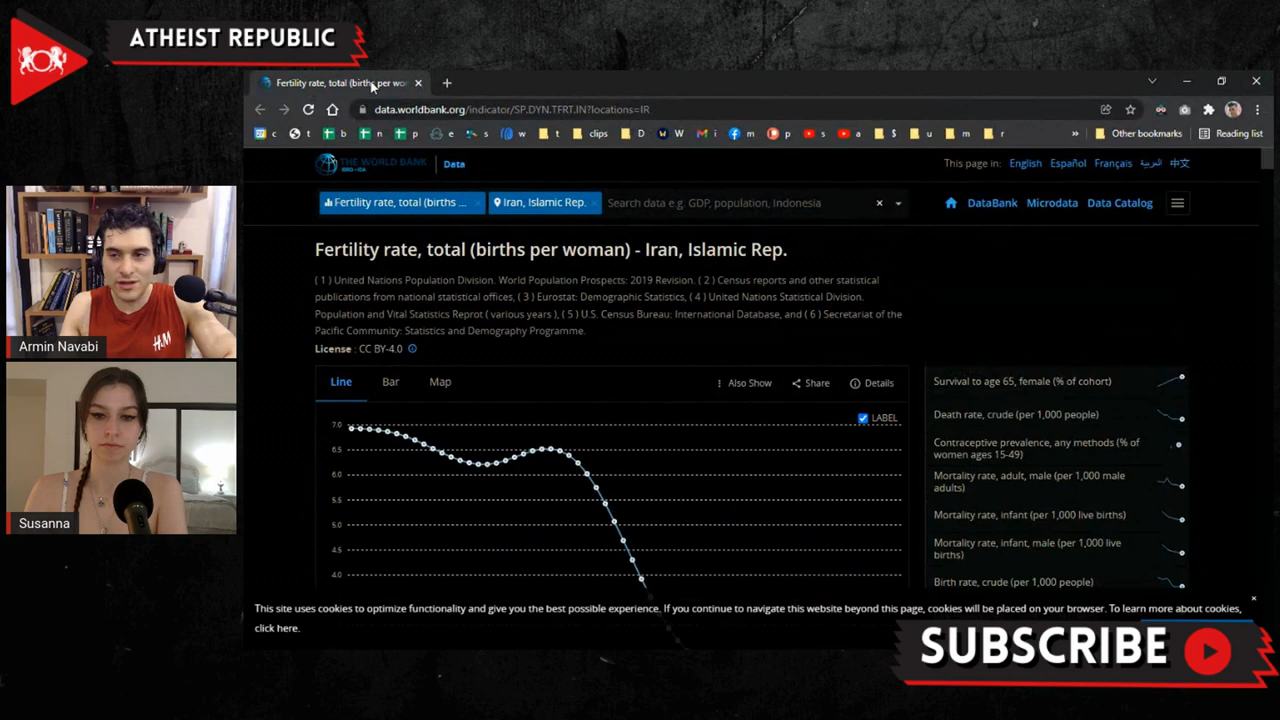 ATHEIST REPUBLIC
Fertility rate, total (births per wor
data.worldbank.org/indicator/SP.DYN.TFRT.IN?locations=IR
c t b n p e s w t clips D W i m p s a $ u m r » Other bookmarks Reading list
THE WORLD BANK
IBRD • IDA
Data
This page in: English Español Français العربية 中文
Fertility rate, total (births ... Iran, Islamic Rep. Search data e.g. GDP, population, Indonesia
DataBank Microdata Data Catalog
Fertility rate, total (births per woman) - Iran, Islamic Rep.
( 1 ) United Nations Population Division. World Population Prospects: 2019 Revision. ( 2 ) Census reports and other statistical
publications from national statistical offices, ( 3 ) Eurostat: Demographic Statistics, ( 4 ) United Nations Statistical Division.
Population and Vital Statistics Reprot ( various years ), ( 5 ) U.S. Census Bureau: International Database, and ( 6 ) Secretariat of the
Pacific Community: Statistics and Demography Programme.
License : CC BY-4.0
Line Bar Map Also Show Share Details
LABEL
7.0
6.5
6.0
5.5
5.0
4.5
4.0
Survival to age 65, female (% of cohort)
Death rate, crude (per 1,000 people)
Contraceptive prevalence, any methods (% of
women ages 15-49)
Mortality rate, adult, male (per 1,000 male
adults)
Mortality rate, infant (per 1,000 live births)
Mortality rate, infant, male (per 1,000 live
births)
Birth rate, crude (per 1,000 people)
This site uses cookies to optimize functionality and give you the best possible experience. If you continue to navigate this website beyond this page, cookies will be placed on your browser. To learn more about cookies,
click here.
H&M
Armin Navabi
Susanna
SUBSCRIBE